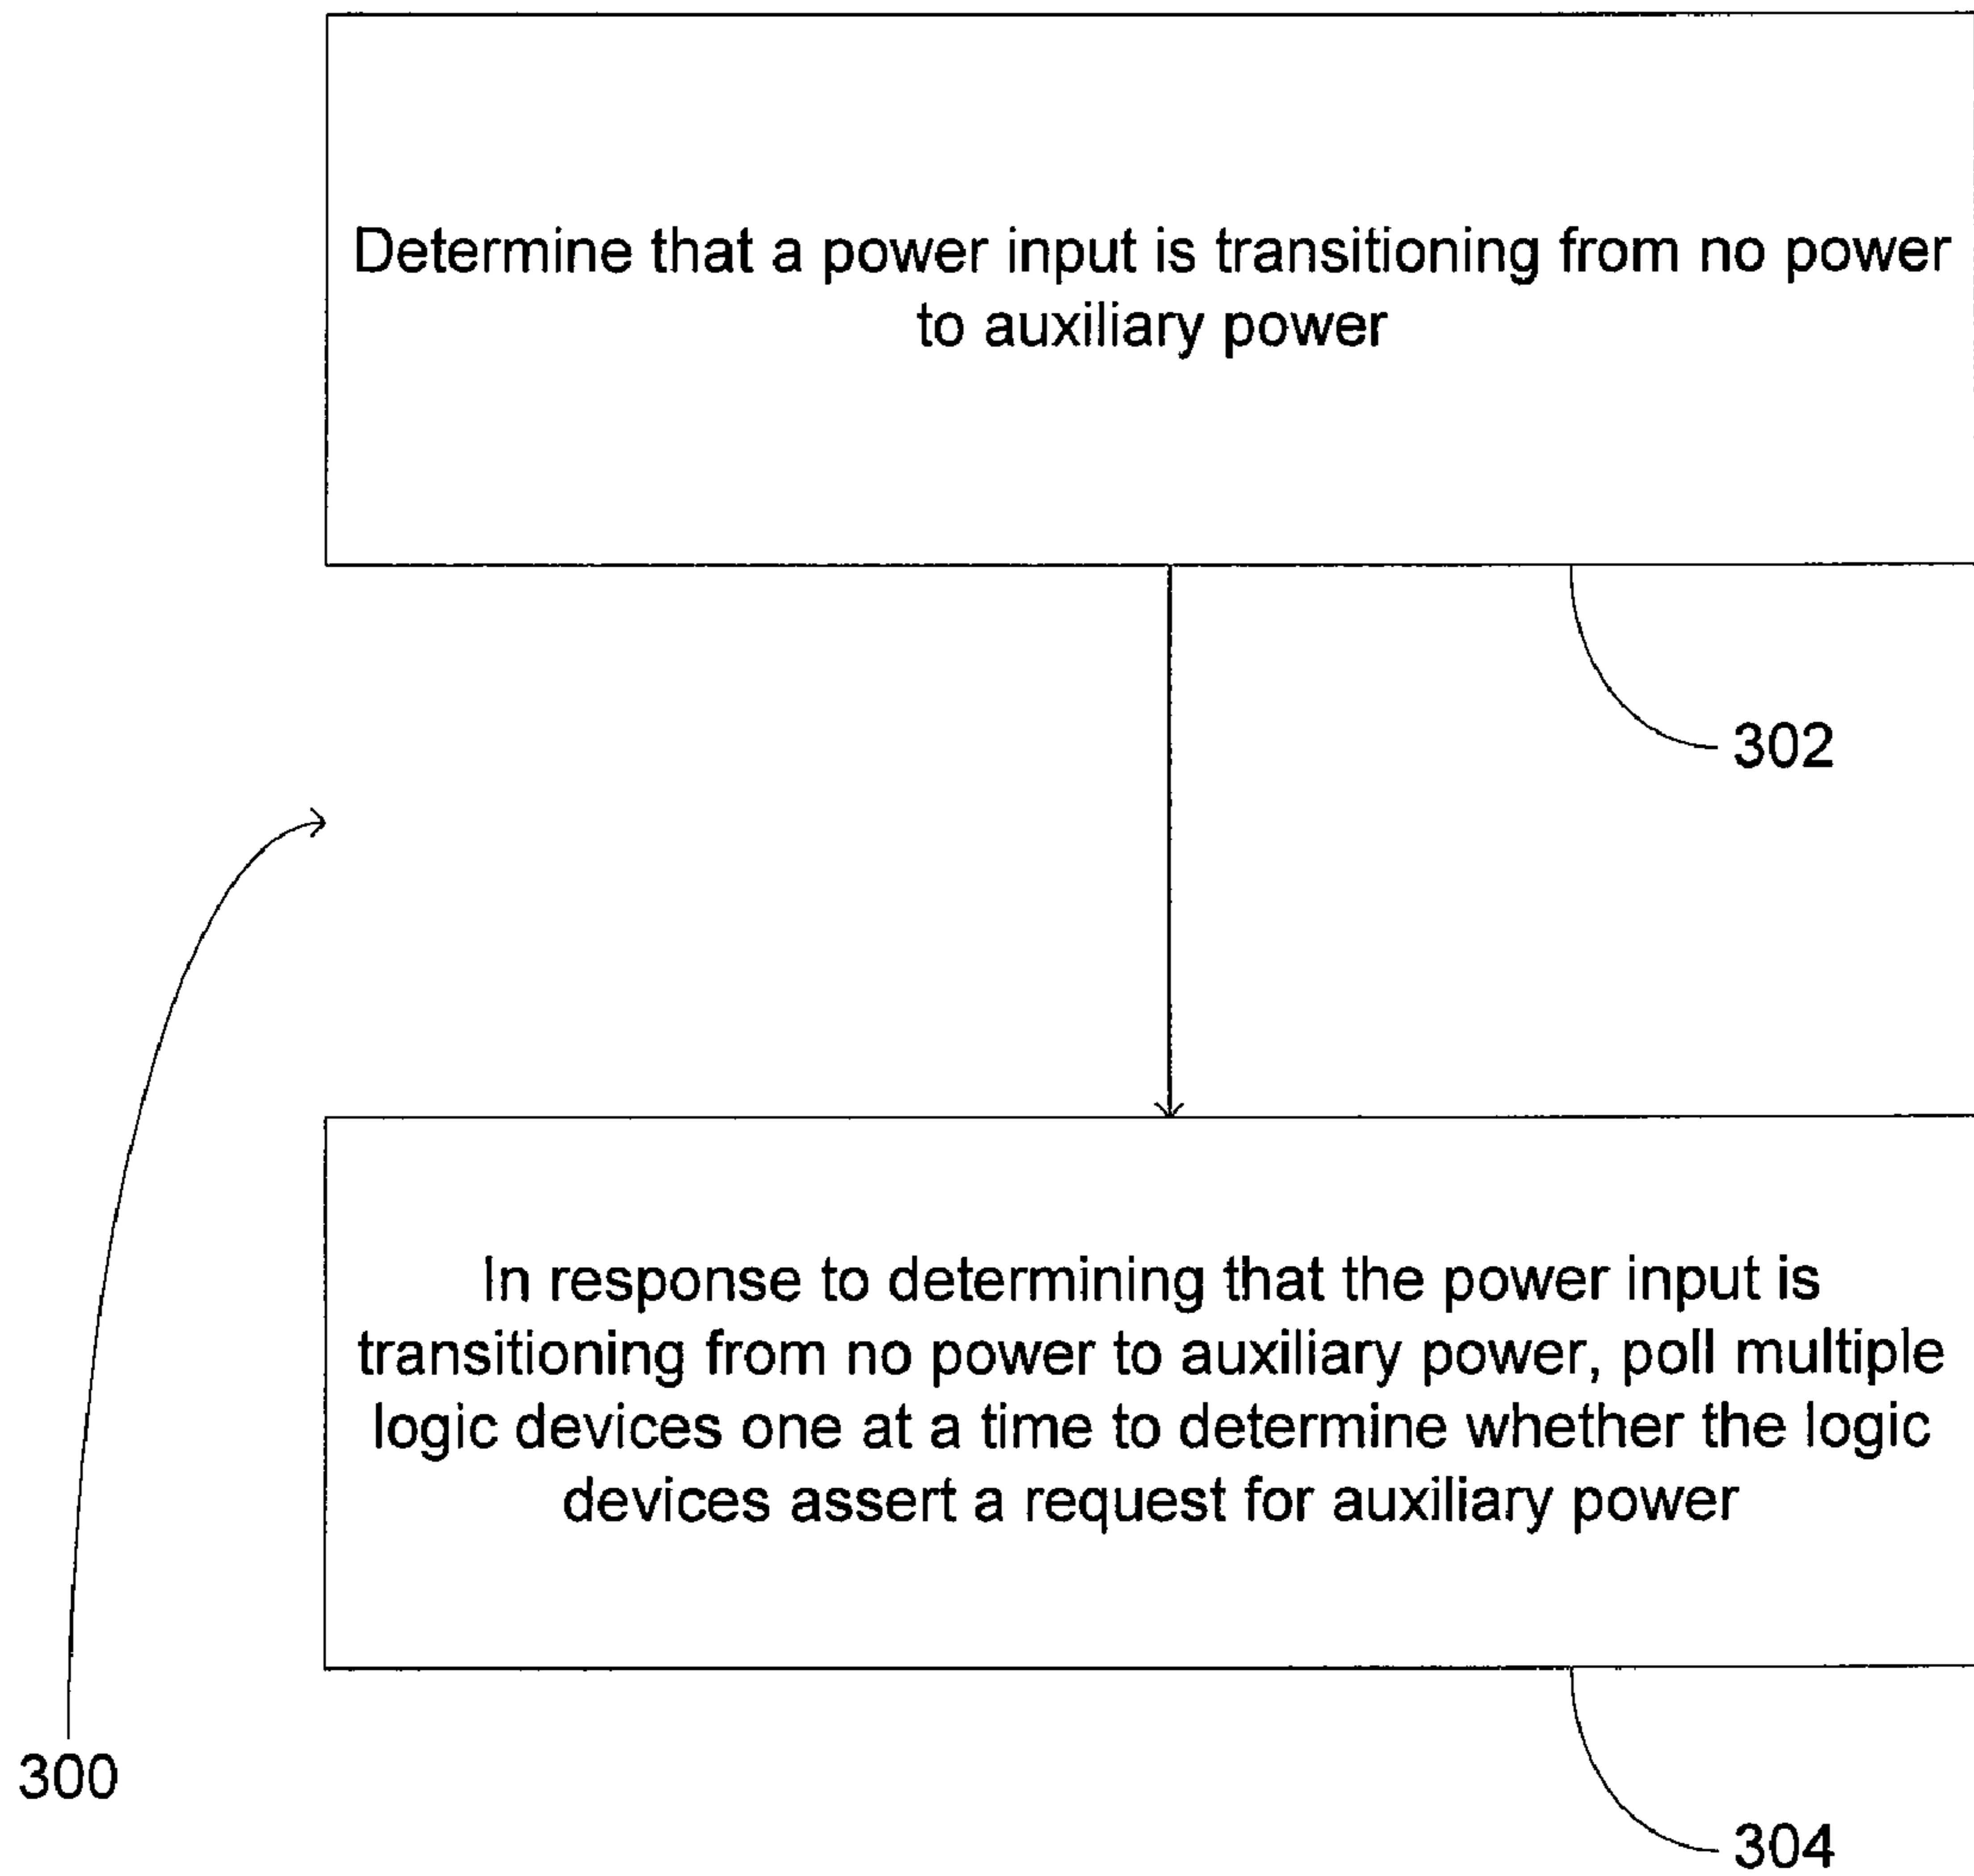 Determine that a power input is transitioning from no power
to auxiliary power
302
In response to determining that the power input is
transitioning from no power to auxiliary power, poll multiple
logic devices one at a time to determine whether the logic
devices assert a request for auxiliary power
300
304